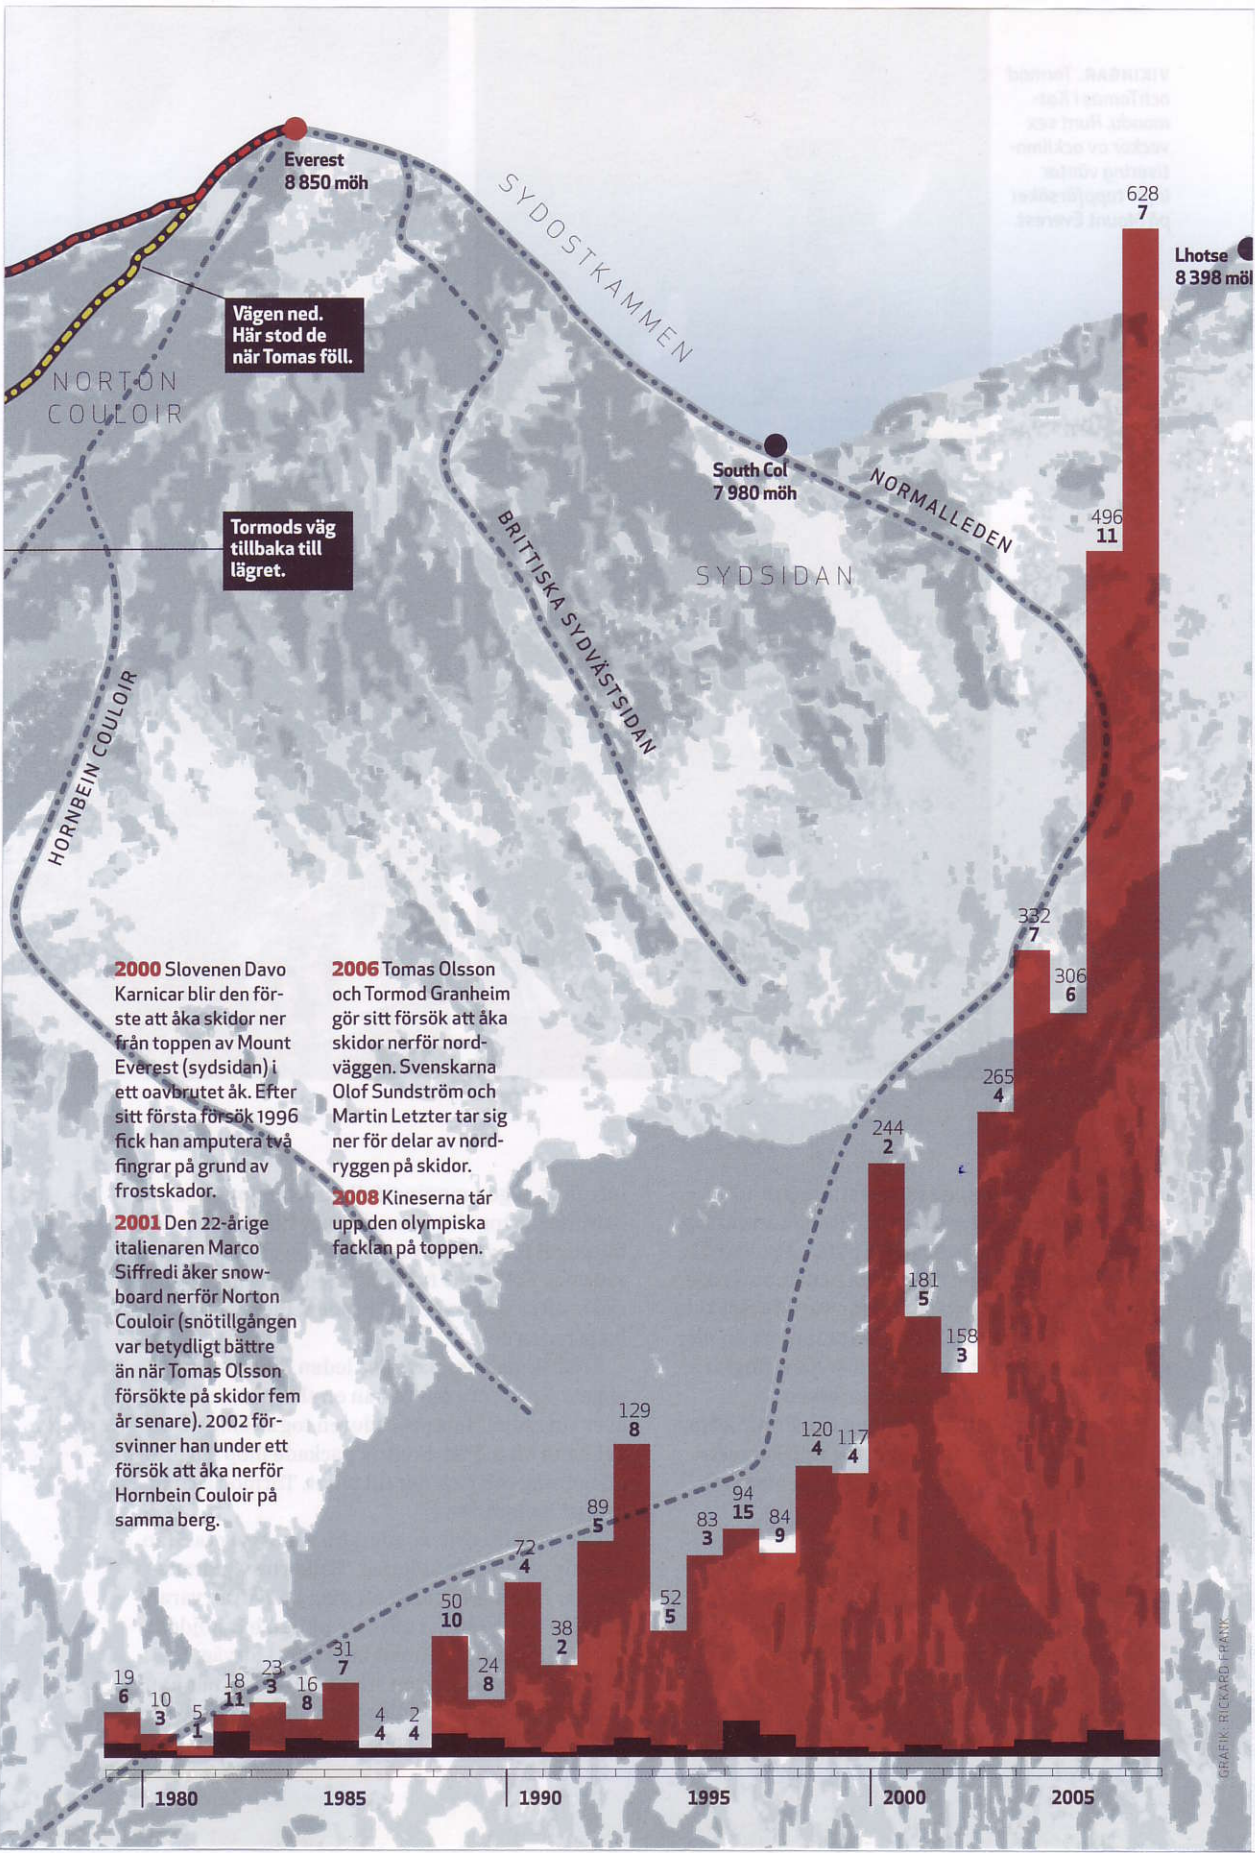 Everest
8 850 möh
SYDOSTKAMMEN
628
7
Lhotse
8 398 möh
Vägen ned.
Här stod de
när Tomas föll.
NORTON
COULOIR
South Col
7 980 möh
NORMALLEDEN
496
11
Tormods väg
tillbaka till
lägret.
BRITTISKA SYDVÄSTSIDAN
SYDSIDAN
HORNBEIN COULOIR
332
7
306
6
265
4
244
2
181
5
158
3
2000 Slovenen Davo
Karnicar blir den för-
ste att åka skidor ner
från toppen av Mount
Everest (sydsidan) i
ett oavbrutet åk. Efter
sitt första försök 1996
fick han amputera två
fingrar på grund av
frostskador.
2001 Den 22-årige
italienaren Marco
Siffredi åker snow-
board nerför Norton
Couloir (snötillgången
var betydligt bättre
än när Tomas Olsson
försökte på skidor fem
år senare). 2002 för-
svinner han under ett
försök att åka nerför
Hornbein Couloir på
samma berg.
2006 Tomas Olsson
och Tormod Granheim
gör sitt försök att åka
skidor nerför nord-
väggen. Svenskarna
Olof Sundström och
Martin Letzter tar sig
ner för delar av nord-
ryggen på skidor.
2008 Kineserna tar
upp den olympiska
facklan på toppen.
19
6
10
3
5
1
18
11
23
3
16
8
31
7
4
4
2
4
50
10
24
8
72
4
38
2
89
5
129
8
52
5
83
3
94
15
84
9
120
4
117
4
1980 1985 1990 1995 2000 2005
GRAFIK: RICKARD FRANK